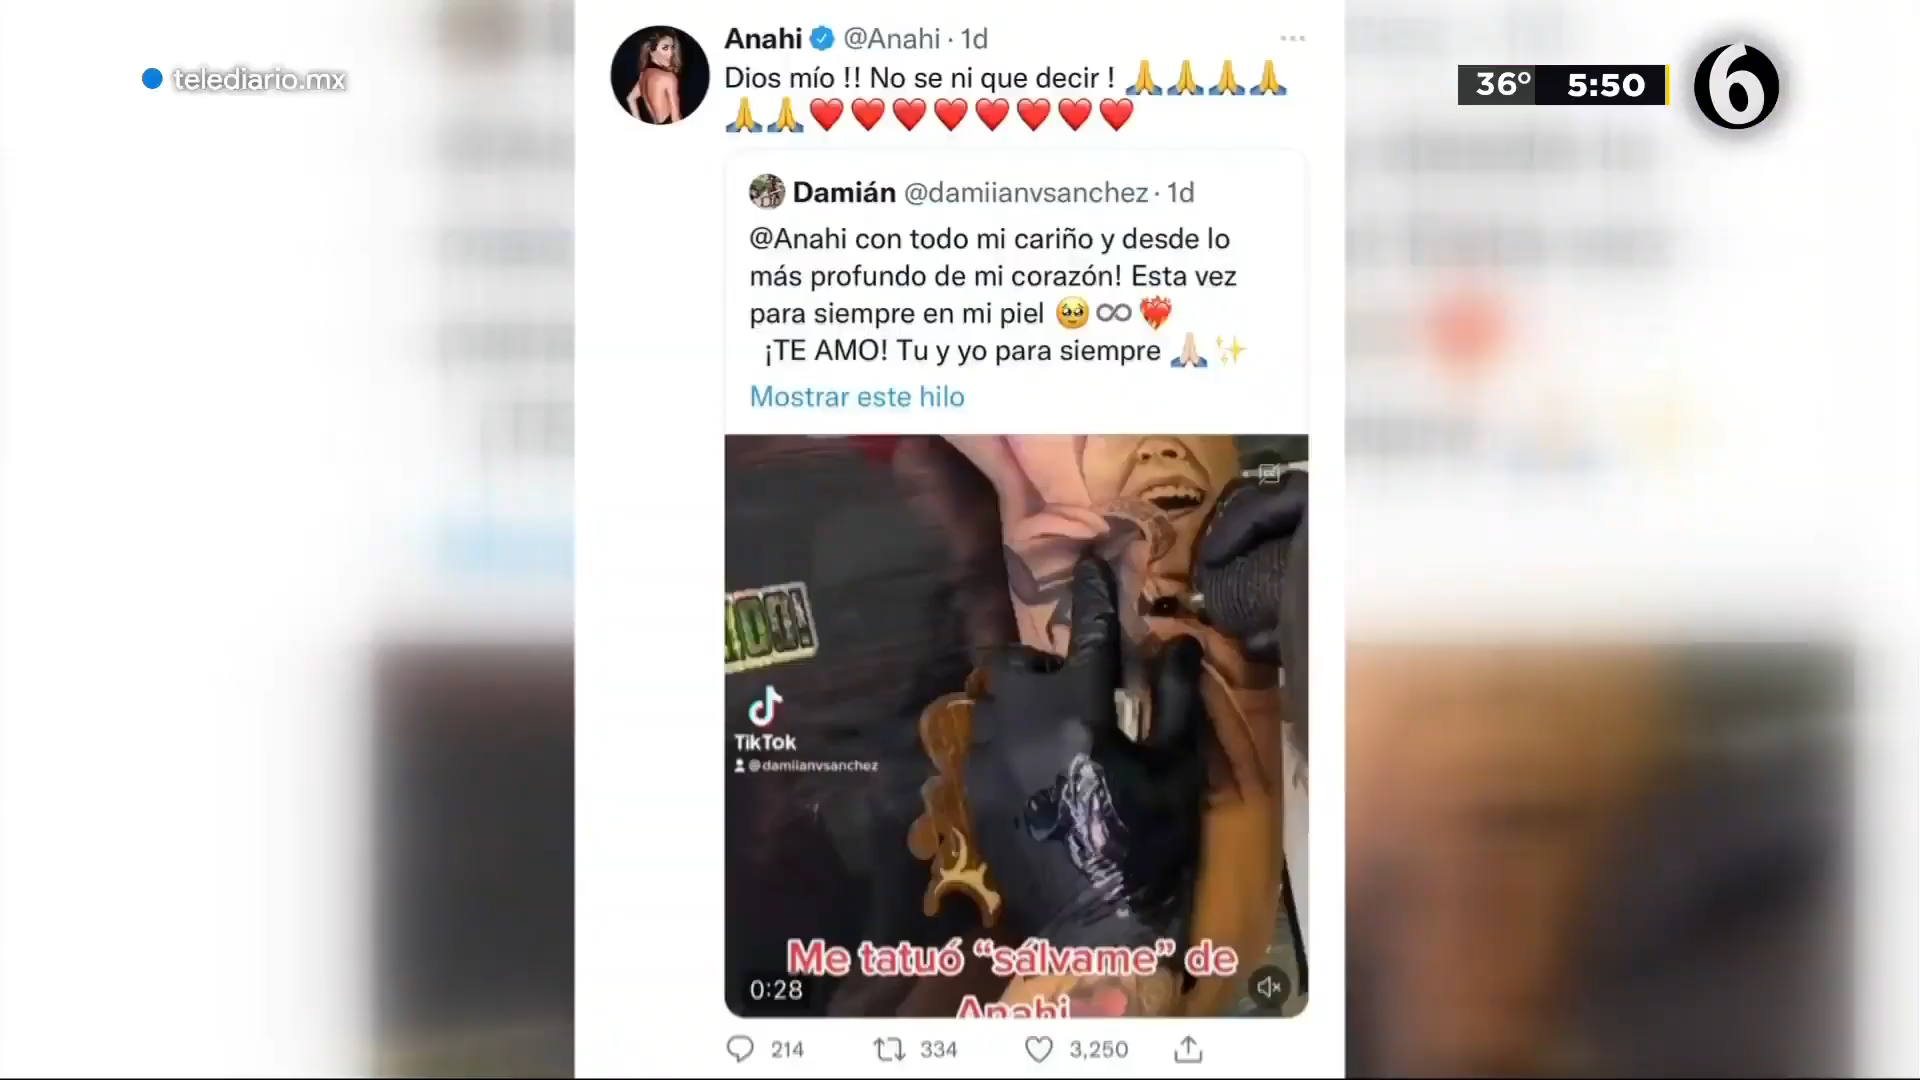 telediario.mx
36° 5:50
6
Anahi @Anahi · 1d
Dios mío !! No se ni que decir ! 🙏🙏🙏🙏
🙏🙏❤️❤️❤️❤️❤️❤️❤️❤️
Damián @damiianvsanchez · 1d
@Anahi con todo mi cariño y desde lo
más profundo de mi corazón! Esta vez
para siempre en mi piel 🥹∞❤️‍🔥
¡TE AMO! Tu y yo para siempre 🙏🏻✨
Mostrar este hilo
TikTok
@damiianvsanchez
Me tatuó “sálvame” de
Anahi
0:28
214 334 3,250